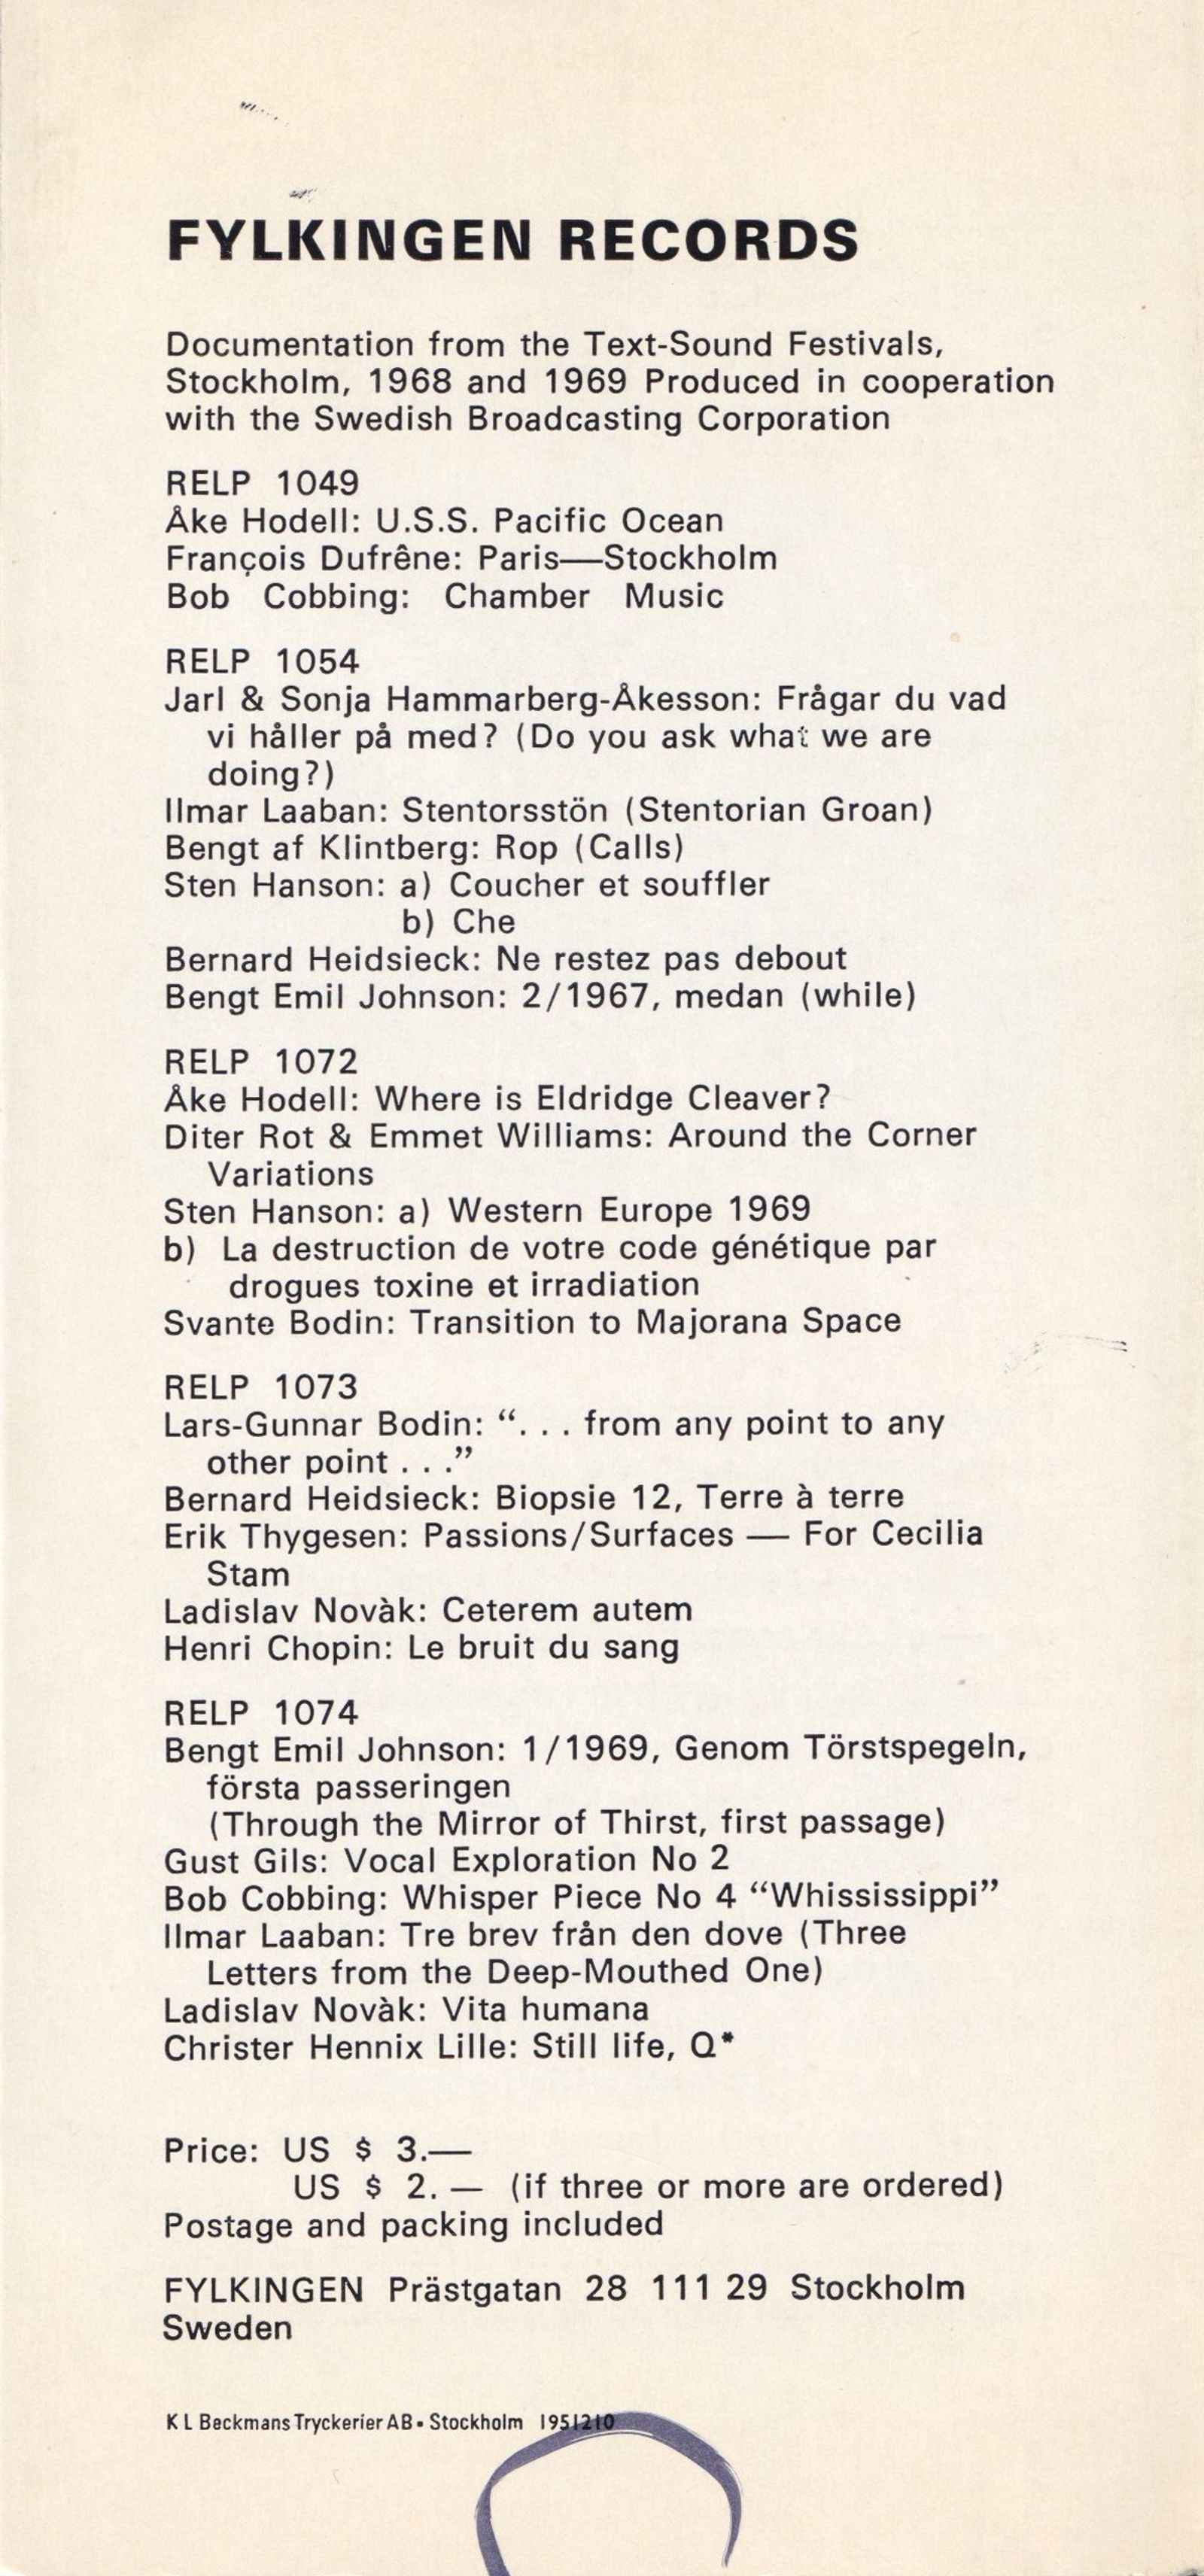 FYLKINGEN RECORDS
Documentation from the Text-Sound Festivals,
Stockholm, 1968 and 1969 Produced in cooperation
with the Swedish Broadcasting Corporation
RELP 1049
Åke Hodell: U.S.S. Pacific Ocean
François Dufrêne: Paris—Stockholm
Bob Cobbing: Chamber Music
RELP 1054
Jarl & Sonja Hammarberg-Åkesson: Frågar du vad
vi håller på med? (Do you ask what we are
doing?)
Ilmar Laaban: Stentorsstön (Stentorian Groan)
Bengt af Klintberg: Rop (Calls)
Sten Hanson: a) Coucher et souffler
b) Che
Bernard Heidsieck: Ne restez pas debout
Bengt Emil Johnson: 2/1967, medan (while)
RELP 1072
Åke Hodell: Where is Eldridge Cleaver?
Diter Rot & Emmet Williams: Around the Corner
Variations
Sten Hanson: a) Western Europe 1969
b) La destruction de votre code génétique par
drogues toxine et irradiation
Svante Bodin: Transition to Majorana Space
RELP 1073
Lars-Gunnar Bodin: “. . . from any point to any
other point . . .”
Bernard Heidsieck: Biopsie 12, Terre à terre
Erik Thygesen: Passions/Surfaces — For Cecilia
Stam
Ladislav Novàk: Ceterem autem
Henri Chopin: Le bruit du sang
RELP 1074
Bengt Emil Johnson: 1/1969, Genom Törstspegeln,
första passeringen
(Through the Mirror of Thirst, first passage)
Gust Gils: Vocal Exploration No 2
Bob Cobbing: Whisper Piece No 4 “Whississippi”
Ilmar Laaban: Tre brev från den dove (Three
Letters from the Deep-Mouthed One)
Ladislav Novàk: Vita humana
Christer Hennix Lille: Still life, Q*
Price: US $ 3.—
US $ 2. — (if three or more are ordered)
Postage and packing included
FYLKINGEN Prästgatan 28 111 29 Stockholm
Sweden
K L Beckmans Tryckerier AB • Stockholm 1951210